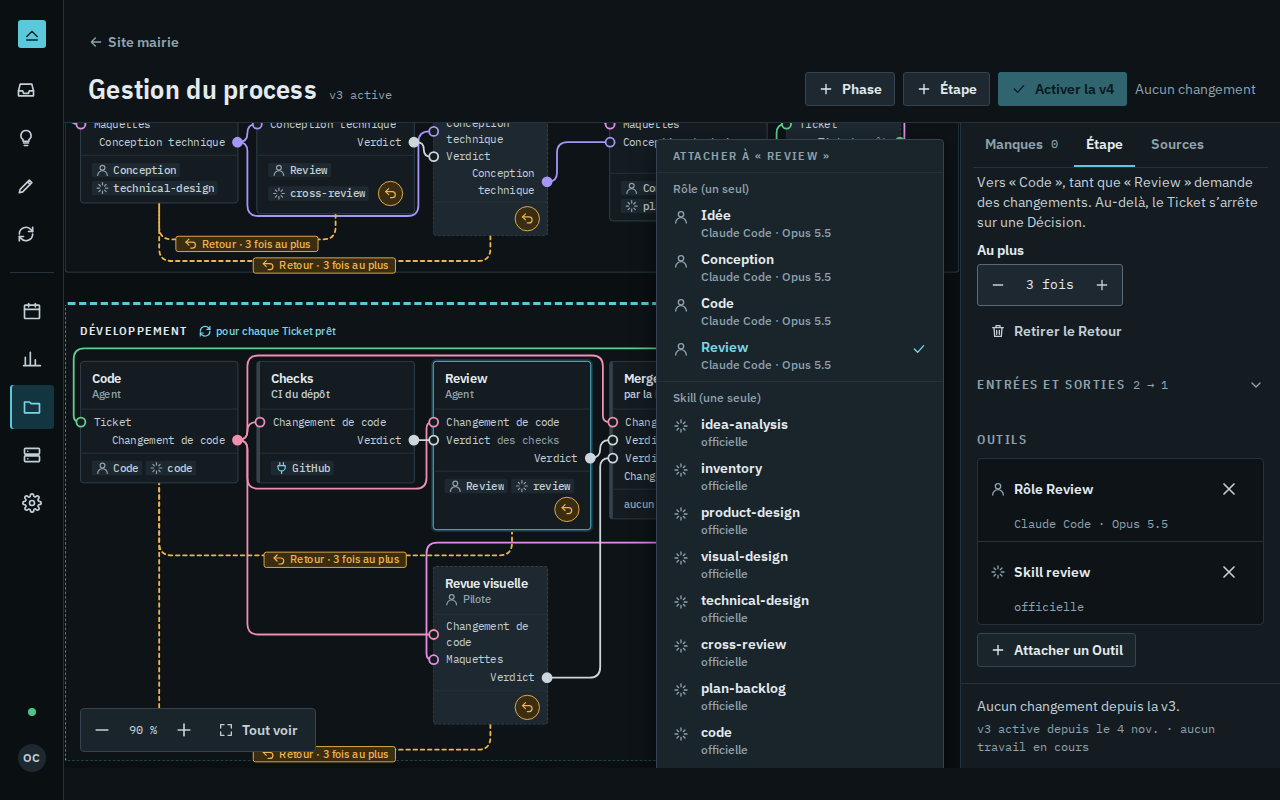 Site mairie
Gestion du process v3 active
Phase
Étape
Activer la v4
Aucun changement
Maquettes
Conception technique
Conception
technical-design
Conception technique
Verdict
Review
cross-review
Conception
technique
Verdict
Conception
technique
Maquettes
Ticket
Retour · 3 fois au plus
Retour · 3 fois au plus
DÉVELOPPEMENT
pour chaque Ticket prêt
Code
Agent
Ticket
Changement de code
Code
code
Checks
CI du dépôt
Changement de code
Verdict
GitHub
Review
Agent
Changement de code
Verdict des checks
Verdict
Review
review
Retour · 3 fois au plus
Revue visuelle
Pilote
Changement de
code
Maquettes
Verdict
Retour · 3 fois au plus
90 %
Tout voir
OC
ATTACHER À « REVIEW »
Rôle (un seul)
Idée
Claude Code · Opus 5.5
Conception
Claude Code · Opus 5.5
Code
Claude Code · Opus 5.5
Review
Claude Code · Opus 5.5
Skill (une seule)
idea-analysis
officielle
inventory
officielle
product-design
officielle
visual-design
officielle
technical-design
officielle
cross-review
officielle
plan-backlog
officielle
code
officielle
Manques 0
Étape
Sources
Vers « Code », tant que « Review » demande
des changements. Au-delà, le Ticket s'arrête
sur une Décision.
Au plus
3 fois
Retirer le Retour
ENTRÉES ET SORTIES 2 → 1
OUTILS
Rôle Review
Claude Code · Opus 5.5
Skill review
officielle
Attacher un Outil
Aucun changement depuis la v3.
v3 active depuis le 4 nov. · aucun
travail en cours